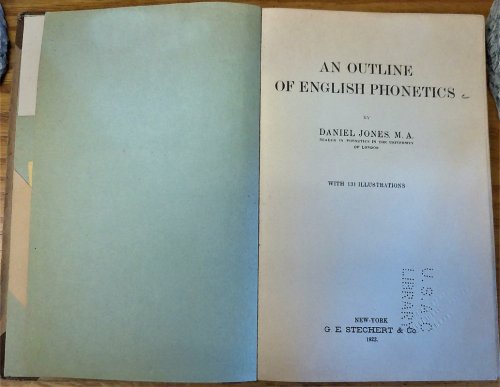 AN OUTLINE
OF ENGLISH PHONETICS
BY
DANIEL JONES, M. A.
READER IN PHONETICS IN THE UNIVERSITY
OF LONDON
WITH 131 ILLUSTRATIONS
NEW-YORK
G. E. STECHERT & Co.
1922.
LIBRARY